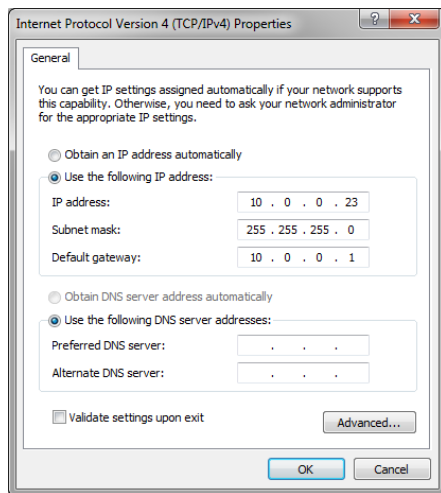 Internet Protocol Version 4 (TCP/IPv4) Properties
?
X
General
You can get IP settings assigned automatically if your network supports
this capability. Otherwise, you need to ask your network administrator
for the appropriate IP settings.
Obtain an IP address automatically
Use the following IP address:
IP address: 10 . 0 . 0 . 23
Subnet mask: 255 . 255 . 255 . 0
Default gateway: 10 . 0 . 0 . 1
Obtain DNS server address automatically
Use the following DNS server addresses:
Preferred DNS server: . . .
Alternate DNS server: . . .
Validate settings upon exit
Advanced...
OK Cancel